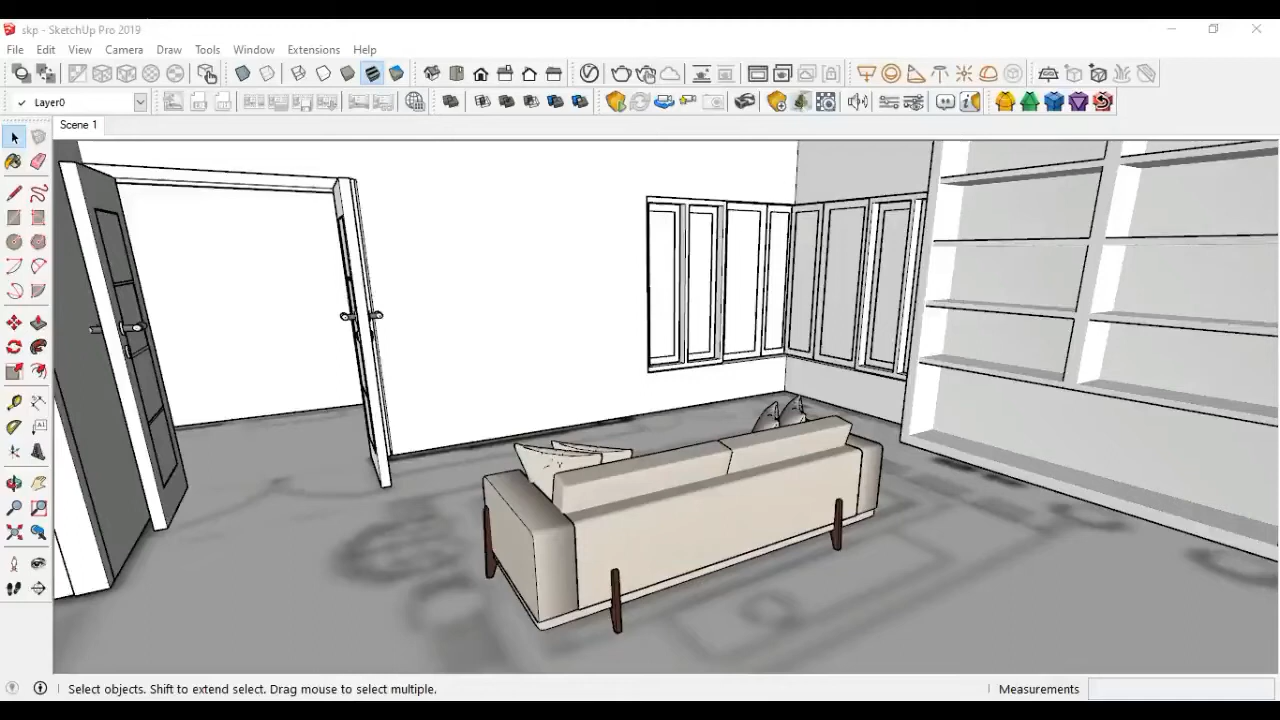 skp - SketchUp Pro 2019
File Edit View Camera Draw Tools Window Extensions Help
Layer0
Scene 1
Select objects. Shift to extend select. Drag mouse to select multiple.
Measurements